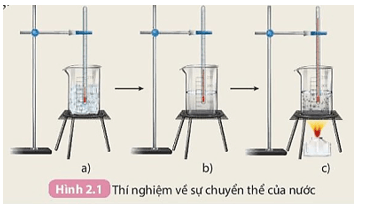 a)
b)
c)
Hình 2.1 Thí nghiệm về sự chuyển thể của nước